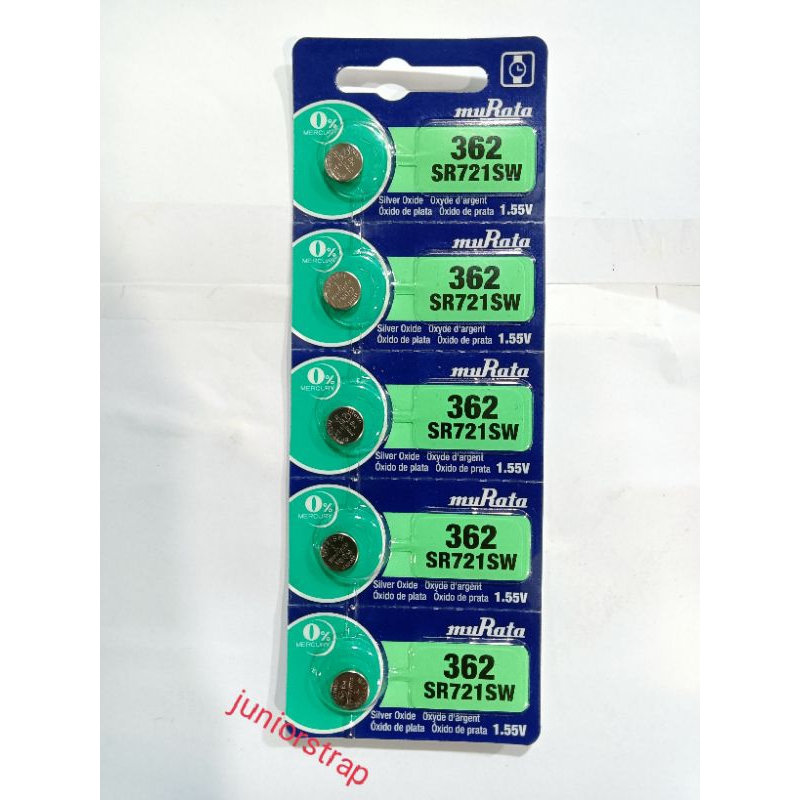 muRata
0%
MERCURY
362
SR721SW
Silver Oxide Oxyde d'argent
Óxido de plata Óxido de prata 1.55V
muRata
0%
MERCURY
362
SR721SW
Silver Oxide Oxyde d'argent
Óxido de plata Óxido de prata 1.55V
muRata
0%
MERCURY
362
SR721SW
Silver Oxide Oxyde d'argent
Óxido de plata Óxido de prata 1.55V
muRata
0%
MERCURY
362
SR721SW
Silver Oxide Oxyde d'argent
Óxido de plata Óxido de prata 1.55V
muRata
0%
MERCURY
362
SR721SW
Silver Oxide Oxyde d'argent
Óxido de plata Óxido de prata 1.55V
juniorstrap